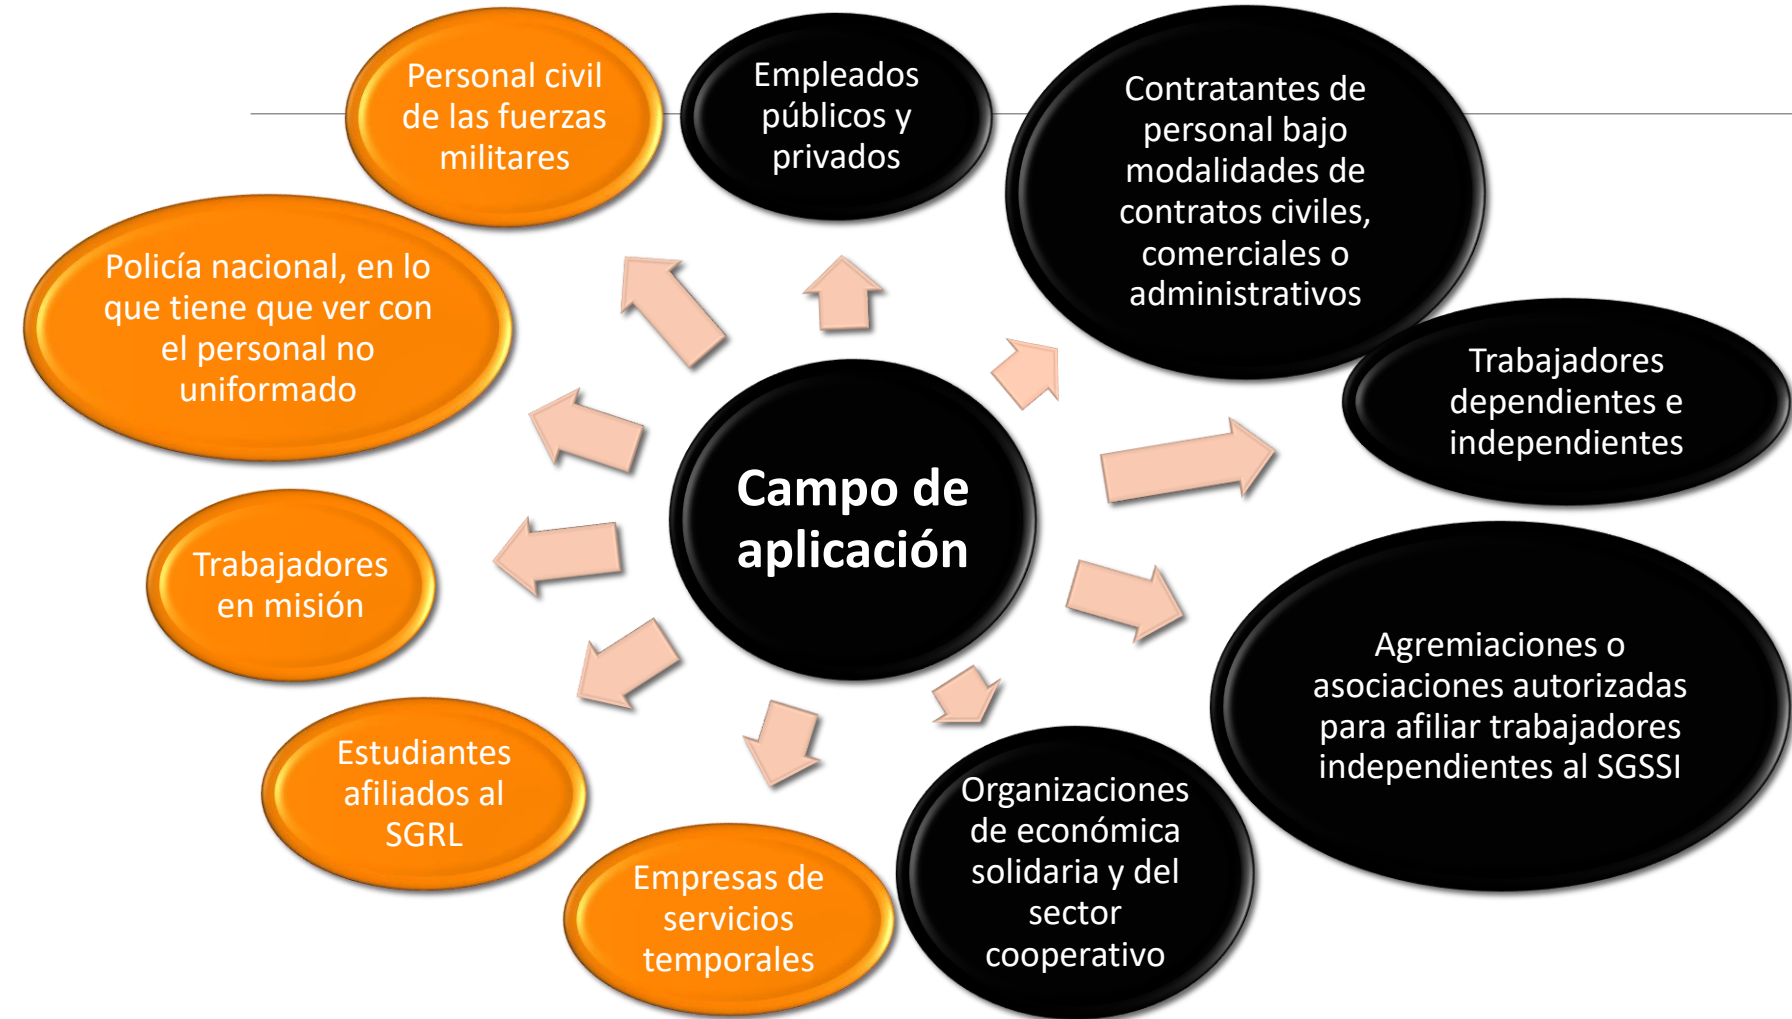 Personal civil
de las fuerzas
militares
Empleados
públicos y
privados
Contratantes de
personal bajo
modalidades de
contratos civiles,
comerciales o
administrativos
Trabajadores
dependientes e
independientes
Agremiaciones o
asociaciones autorizadas
para afiliar trabajadores
independientes al SGSSI
Organizaciones
de económica
solidaria y del
sector
cooperativo
Empresas de
servicios
temporales
Estudiantes
afiliados al
SGRL
Trabajadores
en misión
Policía nacional, en lo
que tiene que ver con
el personal no
uniformado
Campo de
aplicación